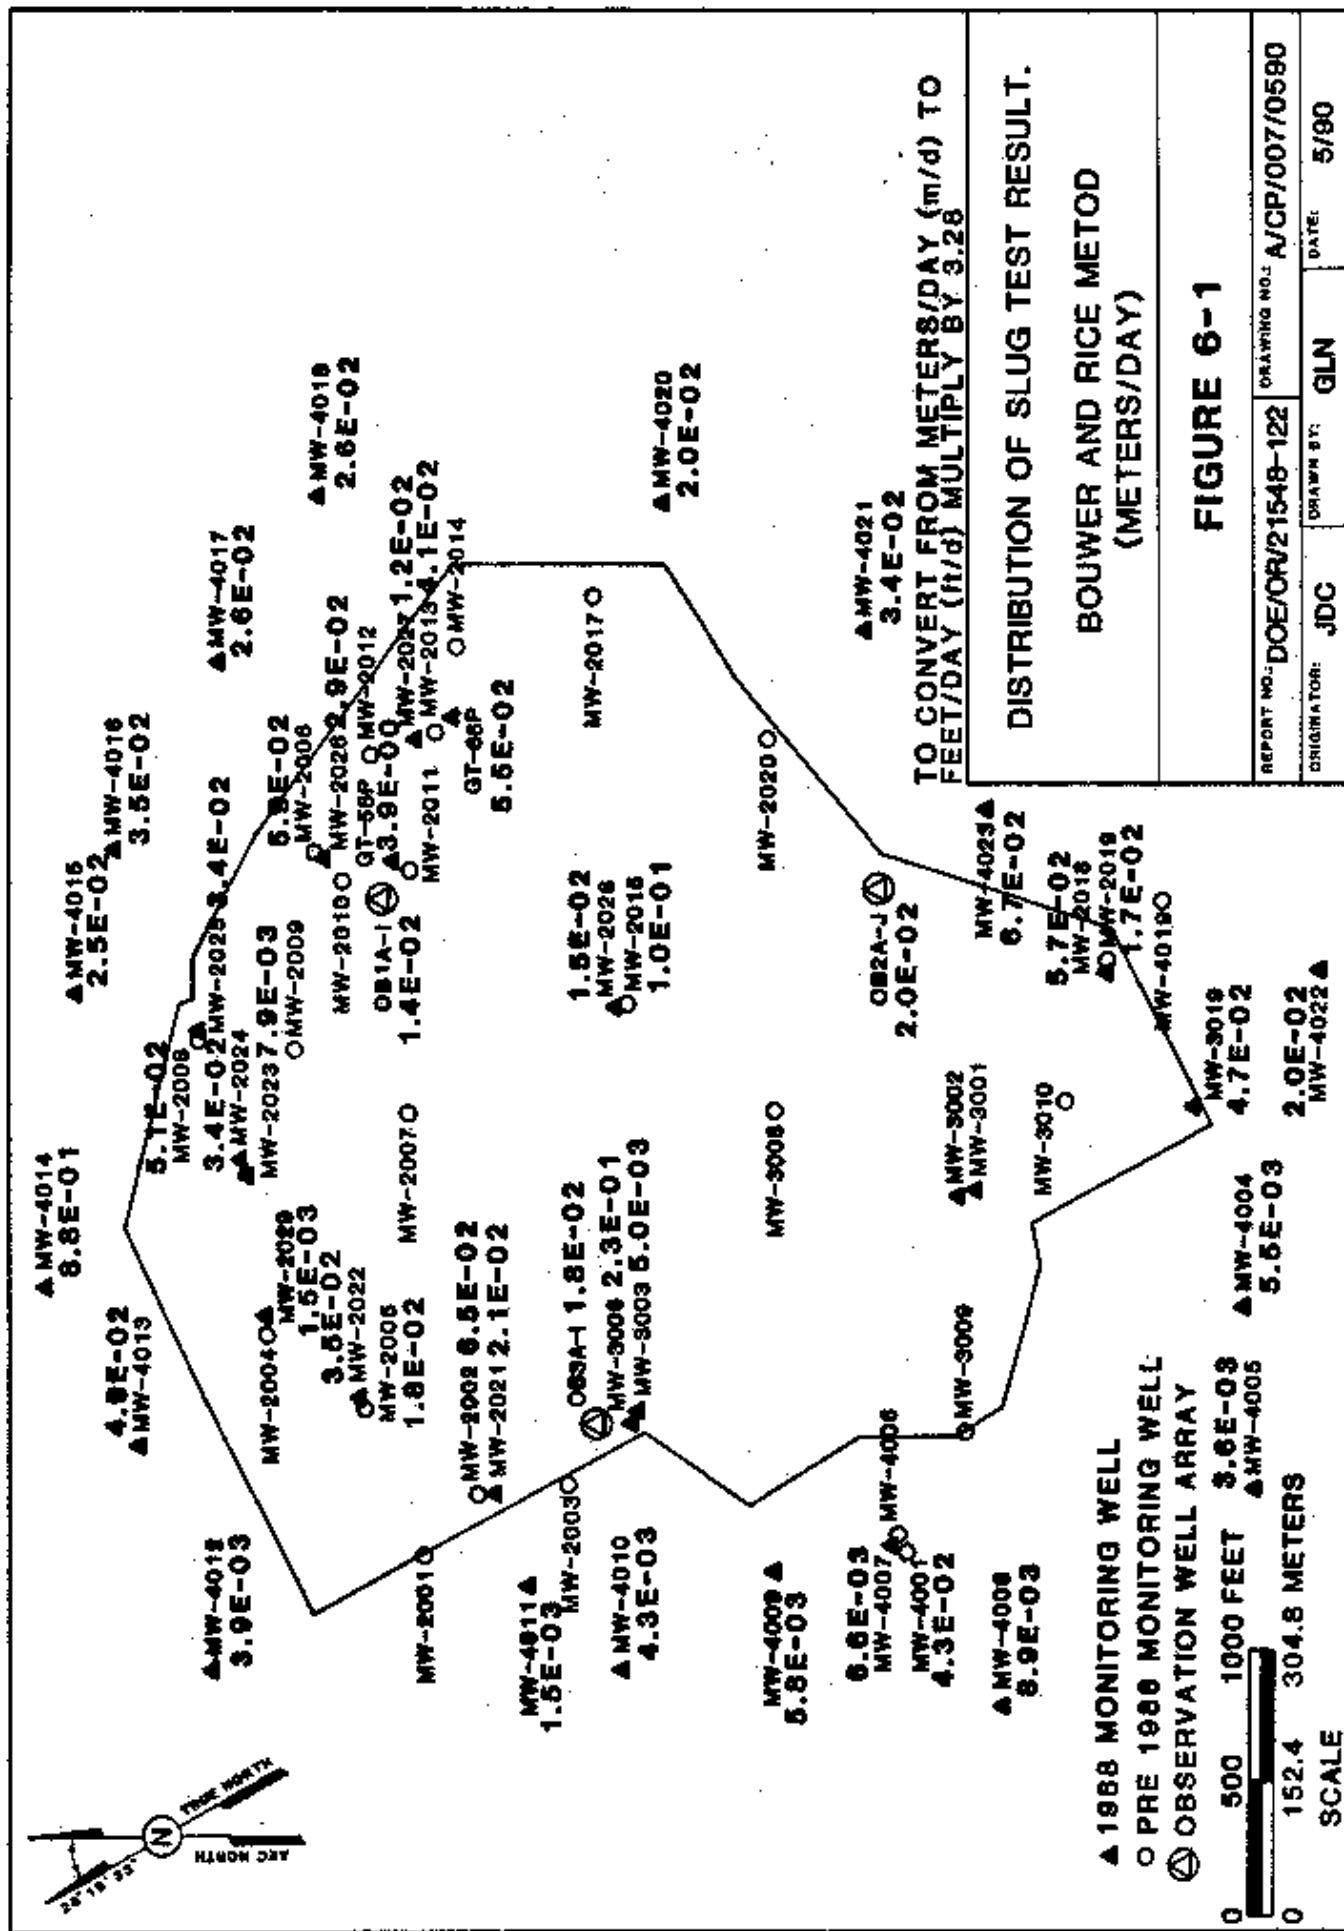 TRUE NORTH
N
AEC NORTH
▲MW-4014
8.8E-01
▲MW-4015
2.5E-02
▲MW-4016
3.5E-02
▲MW-4017
2.6E-02
2.6E-02
▲MW-4020
2.0E-02
▲MW-4021
3.4E-02
▲MW-4013
▲MW-4012
3.9E-03
5.1E-02
MW-2008
3.4E-02
MW-2025
3.4E-02
▲MW-2024
MW-2023
7.9E-03
○MW-2009
MW-2006
MW-2010
2.9E-02
MW-2012
GT-58P
3.9E-00
MW-2011
OB1A-I
1.4E-02
1.2E-02
MW-2013
4.1E-02
○MW-2014
5.5E-02
MW-2017○
MW-2004○
MW-2029
1.5E-03
3.5E-02
▲MW-2022
MW-2005
1.8E-02
MW-2007○
○MW-2002 6.5E-02
▲MW-2021 2.1E-02
MW-2001
MW-2003
OB3A-I 1.8E-02
MW-3006 2.3E-01
▲MW-3003 5.0E-03
1.5E-02
▲MW-2026
○MW-2015
1.0E-01
MW-2020
MW-4011▲
1.5E-03
▲MW-4010
4.3E-03
MW-4009▲
5.8E-03
MW-3008○
OB2A-J
2.0E-02
6.6E-03
MW-4007
MW-4006
MW-4001
4.3E-02
▲MW-4008
8.9E-03
MW-3009
▲MW-3002
▲MW-3001
MW-3010
MW-4023▲
6.7E-02
5.7E-02
MW-2018
MW-2019
1.7E-02
MW-4019○
MW-3019
4.7E-02
2.0E-02
MW-4022▲
▲MW-4004
5.5E-03
3.6E-03
▲MW-4005
▲ 1988 MONITORING WELL
○ PRE 1988 MONITORING WELL
OBSERVATION WELL ARRAY
0 500 1000 FEET
0 152.4 304.8 METERS
SCALE
TO CONVERT FROM METERS/DAY (m/d) TO
FEET/DAY (ft/d) MULTIPLY BY 3.28
DISTRIBUTION OF SLUG TEST RESULT.
BOUWER AND RICE METOD
(METERS/DAY)
FIGURE 6-1
REPORT NO.: DOE/OR/21548-122
DRAWING NO.: A/CP/007/0590
ORIGINATOR: JDC
DRAWN BY: GLN
DATE: 5/90